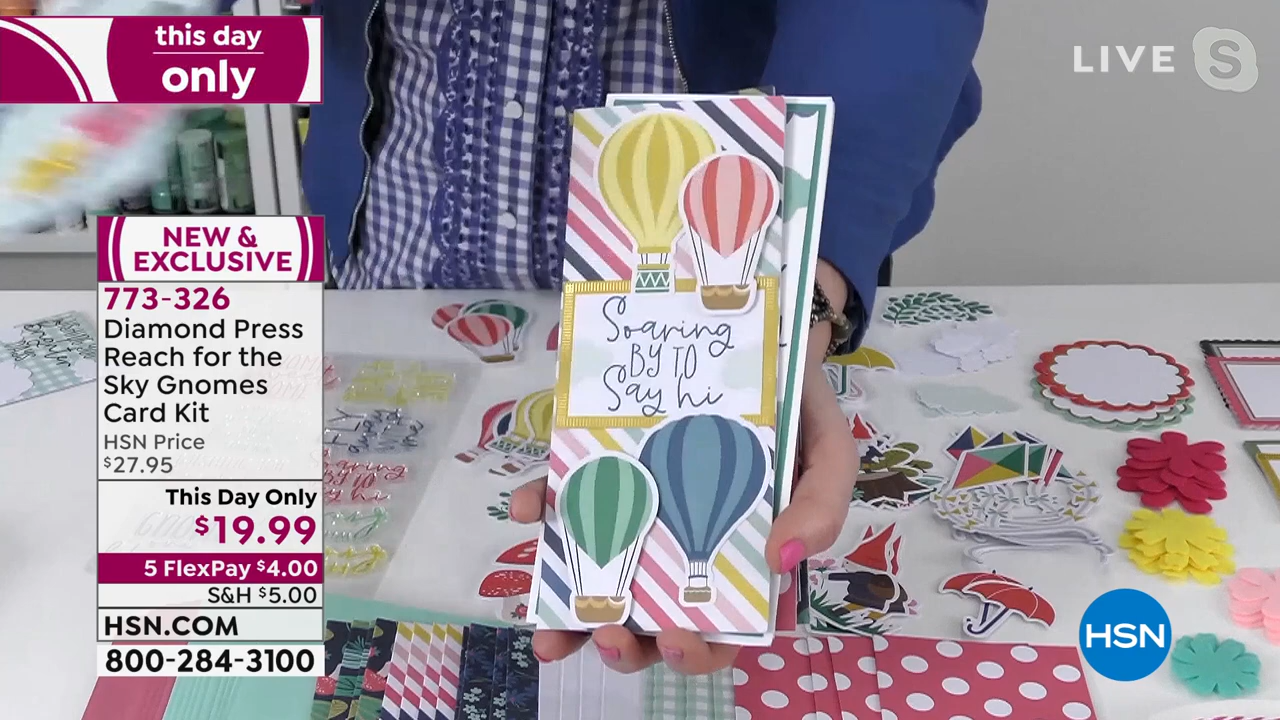 this day
only
LIVE S
NEW &
EXCLUSIVE
773-326
Diamond Press
Reach for the
Sky Gnomes
Card Kit
HSN Price
$27.95
This Day Only
$19.99
5 FlexPay $4.00
S&H $5.00
HSN.COM
800-284-3100
Soaring
BY TO
Say hi
HSN